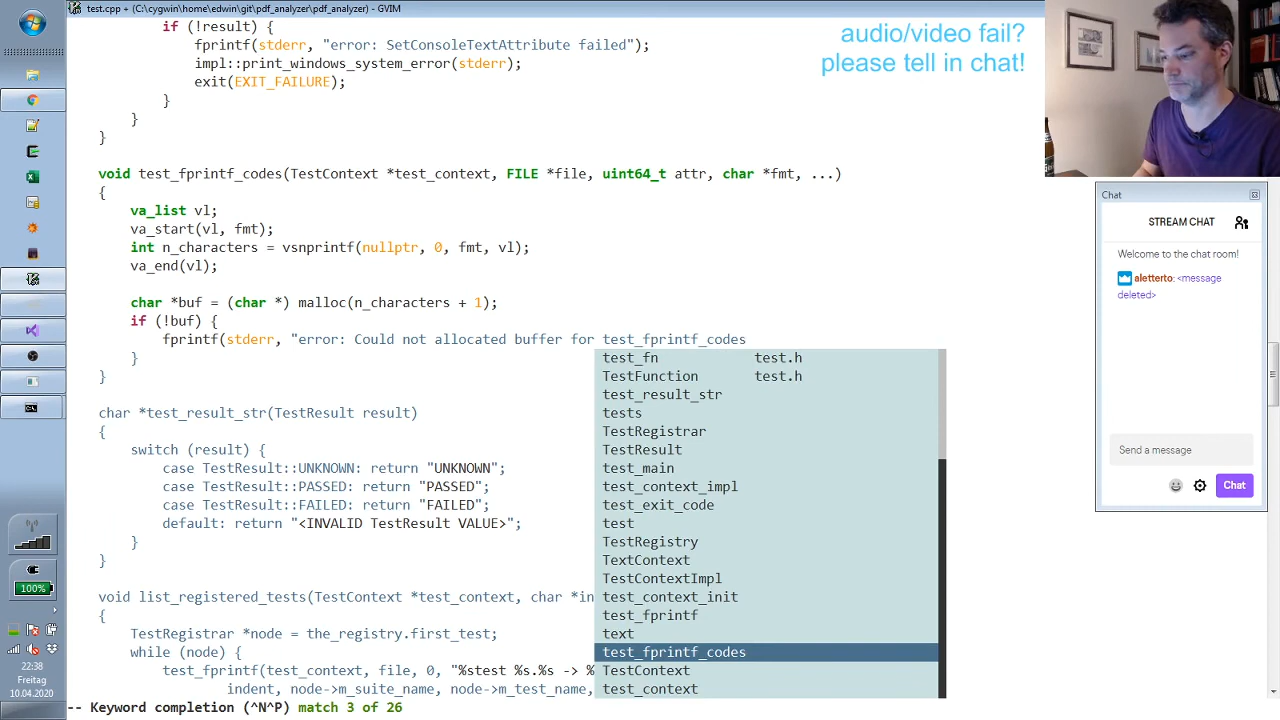 test.cpp + (C:\cygwin\home\edwin\git\pdf_analyzer\pdf_analyzer) - GVIM
if (!result) {
fprintf(stderr, "error: SetConsoleTextAttribute failed");
impl::print_windows_system_error(stderr);
exit(EXIT_FAILURE);
}
}
}
void test_fprintf_codes(TestContext *test_context, FILE *file, uint64_t attr, char *fmt, ...)
{
va_list vl;
va_start(vl, fmt);
int n_characters = vsnprintf(nullptr, 0, fmt, vl);
va_end(vl);
char *buf = (char *) malloc(n_characters + 1);
if (!buf) {
fprintf(stderr, "error: Could not allocated buffer for test_fprintf_codes
}
}
test_fn test.h
TestFunction test.h
test_result_str
tests
TestRegistrar
TestResult
test_main
test_context_impl
test_exit_code
test
TestRegistry
TextContext
TestContextImpl
test_context_init
test_fprintf
text
test_fprintf_codes
TestContext
test_context
char *test_result_str(TestResult result)
{
switch (result) {
case TestResult::UNKNOWN: return "UNKNOWN";
case TestResult::PASSED: return "PASSED";
case TestResult::FAILED: return "FAILED";
default: return "<INVALID TestResult VALUE>";
}
}
void list_registered_tests(TestContext *test_context, char *in
{
TestRegistrar *node = the_registry.first_test;
while (node) {
test_fprintf(test_context, file, 0, "%stest %s.%s -> %
indent, node->m_suite_name, node->m_test_name,
-- Keyword completion (^N^P) match 3 of 26
audio/video fail?
please tell in chat!
Chat
STREAM CHAT
Welcome to the chat room!
aletterto: <message
deleted>
Send a message
Chat
100%
22:38
Freitag
10.04.2020